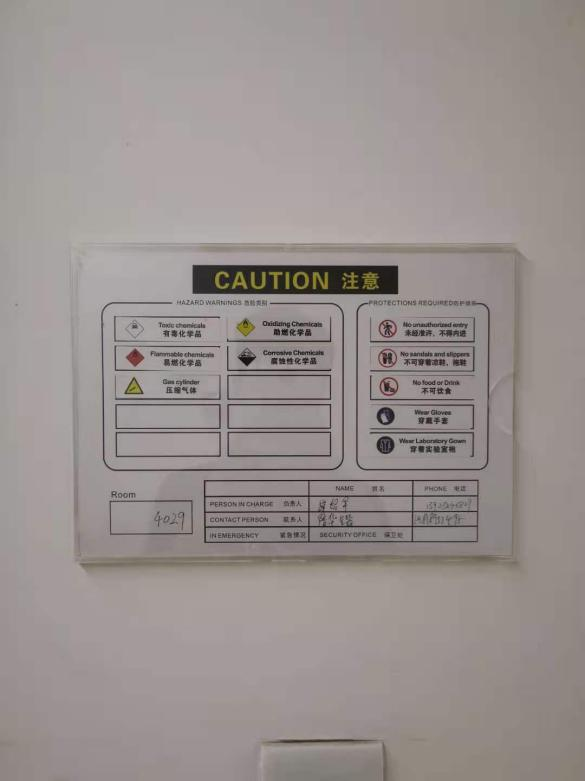 CAUTION 注意
HAZARD WARNINGS 危险类别
Toxic chemicals
有毒化学品
Oxidizing Chemicals
助燃化学品
Flammable chemicals
易燃化学品
Corrosive Chemicals
腐蚀性化学品
Gas cylinder
压缩气体
PROTECTIONS REQUIRED防护措施
No unauthorized entry
未经准许、不得内进
No sandals and slippers
不可穿着凉鞋、拖鞋
No food or Drink
不可饮食
Wear Gloves
穿戴手套
Wear Laboratory Gown
穿着实验室袍
Room
4029
NAME 姓名
PHONE 电话
PERSON IN CHARGE 负责人
CONTACT PERSON 联系人
IN EMERGENCY 紧急情况
SECURITY OFFICE 保卫处